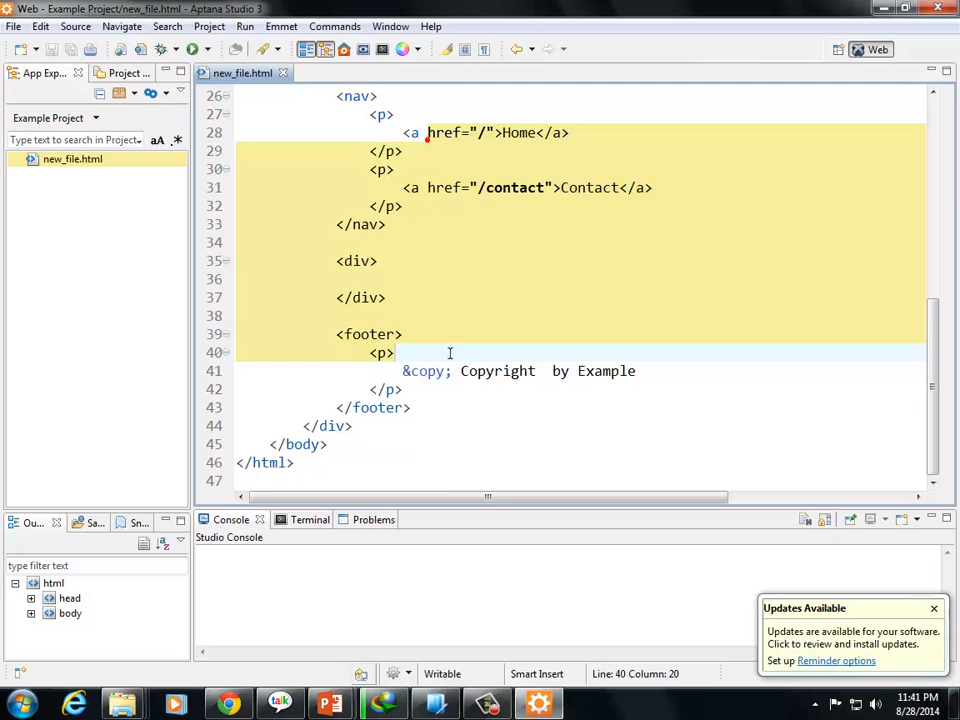 Web - Example Project/new_file.html - Aptana Studio 3
File Edit Source Navigate Search Project Run Emmet Commands Window Help
Web
App Exp...
Project ...
new_file.html
Example Project
Type text to search in Project
aA .*
new_file.html
26 <nav>
27 <p>
28 <a href="/">Home</a>
29 </p>
30 <p>
31 <a href="/contact">Contact</a>
32 </p>
33 </nav>
34
35 <div>
36
37 </div>
38
39 <footer>
40 <p>
41 &copy; Copyright  by Example
42 </p>
43 </footer>
44 </div>
45 </body>
46 </html>
47
Ou...
Sa...
Sn...
type filter text
html
head
body
Console Terminal Problems
Studio Console
Updates Available
Updates are available for your software.
Click to review and install updates.
Set up Reminder options
Writable Smart Insert Line: 40 Column: 20
talk
11:41 PM
8/28/2014